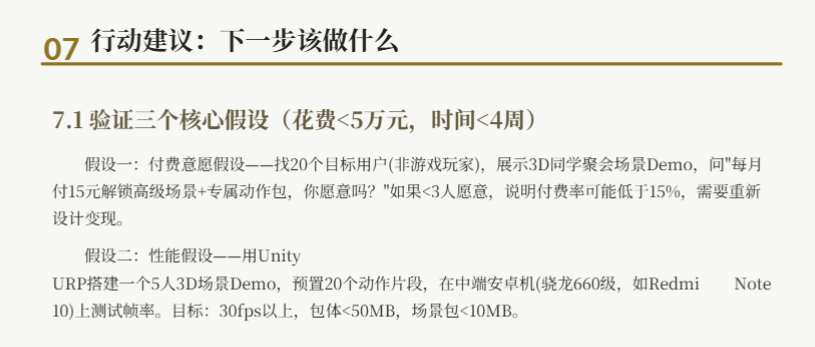 07 行动建议：下一步该做什么
7.1 验证三个核心假设（花费<5万元，时间<4周）
假设一：付费意愿假设——找20个目标用户(非游戏玩家)，展示3D同学聚会场景Demo，问"每月
付15元解锁高级场景+专属动作包，你愿意吗？"如果<3人愿意，说明付费率可能低于15%，需要重新
设计变现。
假设二：性能假设——用Unity
URP搭建一个5人3D场景Demo，预置20个动作片段，在中端安卓机(骁龙660级，如Redmi Note
10)上测试帧率。目标：30fps以上，包体<50MB，场景包<10MB。